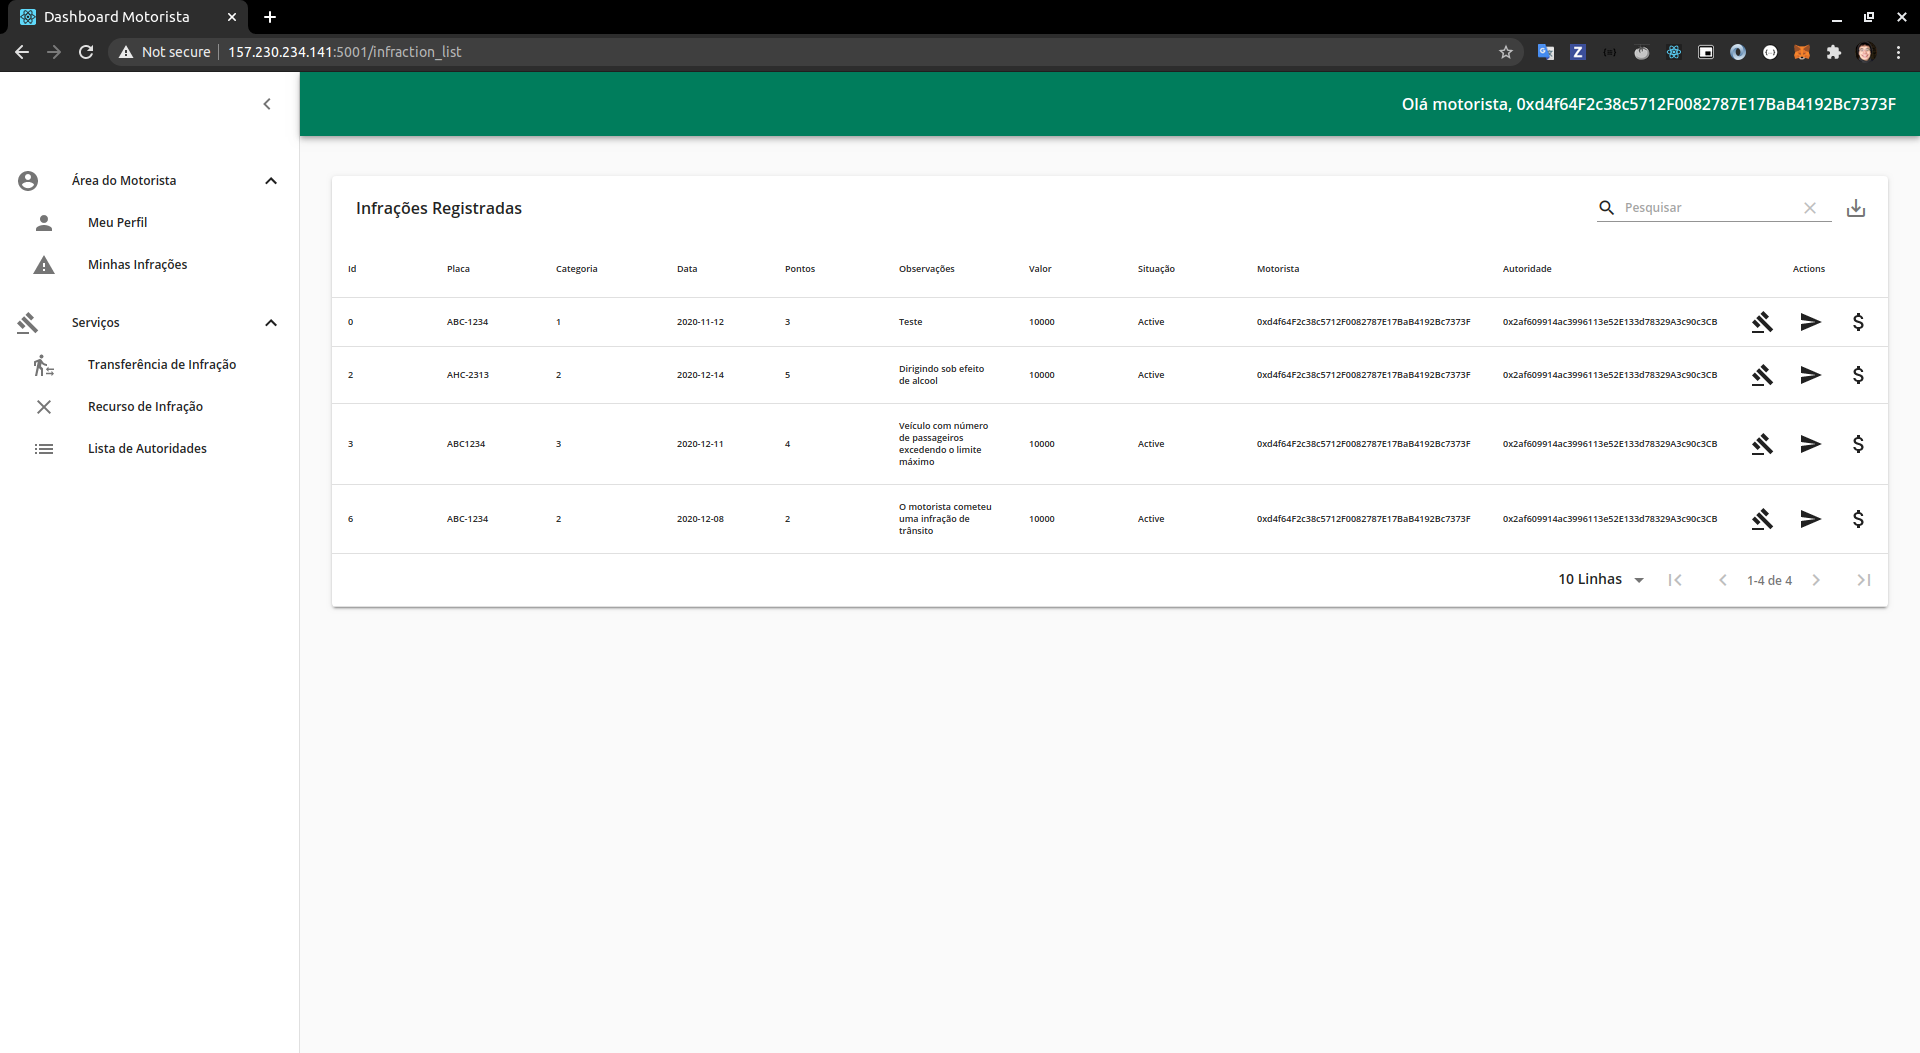 Dashboard Motorista
Not secure
157.230.234.141:5001/infraction_list
Olá motorista, 0xd4f64F2c38c5712F0082787E17BaB4192Bc7373F
Área do Motorista
Meu Perfil
Minhas Infrações
Serviços
Transferência de Infração
Recurso de Infração
Lista de Autoridades
Infrações Registradas
Pesquisar
Id Placa Categoria Data Pontos Observações Valor Situação Motorista Autoridade Actions
0 ABC-1234 1 2020-11-12 3 Teste 10000 Active 0xd4f64F2c38c5712F0082787E17BaB4192Bc7373F 0x2af609914ac3996113e52E133d78329A3c90c3CB
2 AHC-2313 2 2020-12-14 5 Dirigindo sob efeito
de alcool 10000 Active 0xd4f64F2c38c5712F0082787E17BaB4192Bc7373F 0x2af609914ac3996113e52E133d78329A3c90c3CB
3 ABC1234 3 2020-12-11 4 Veículo com número
de passageiros
excedendo o limite
máximo 10000 Active 0xd4f64F2c38c5712F0082787E17BaB4192Bc7373F 0x2af609914ac3996113e52E133d78329A3c90c3CB
6 ABC-1234 2 2020-12-08 2 O motorista cometeu
uma infração de
trânsito 10000 Active 0xd4f64F2c38c5712F0082787E17BaB4192Bc7373F 0x2af609914ac3996113e52E133d78329A3c90c3CB
10 Linhas 1-4 de 4